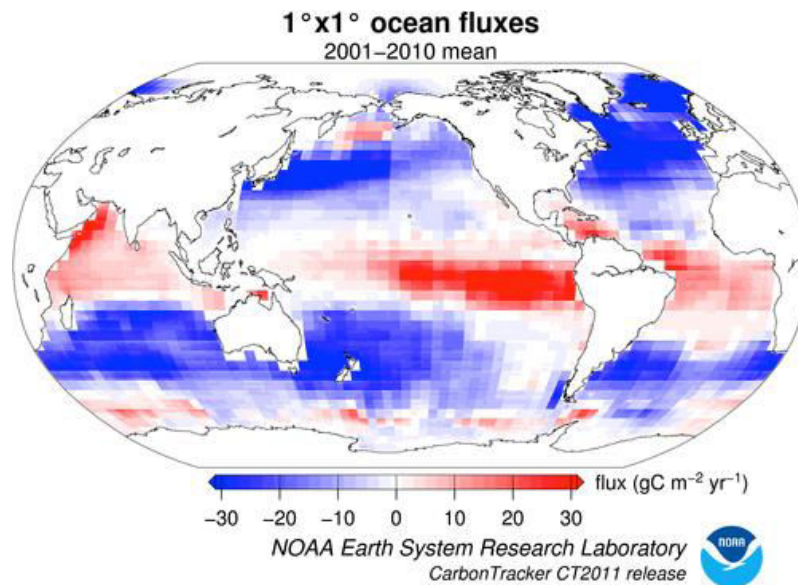 1°x1° ocean fluxes
2001–2010 mean
flux (gC m⁻² yr⁻¹)
−30 −20 −10 0 10 20 30
NOAA Earth System Research Laboratory
CarbonTracker CT2011 release
NOAA